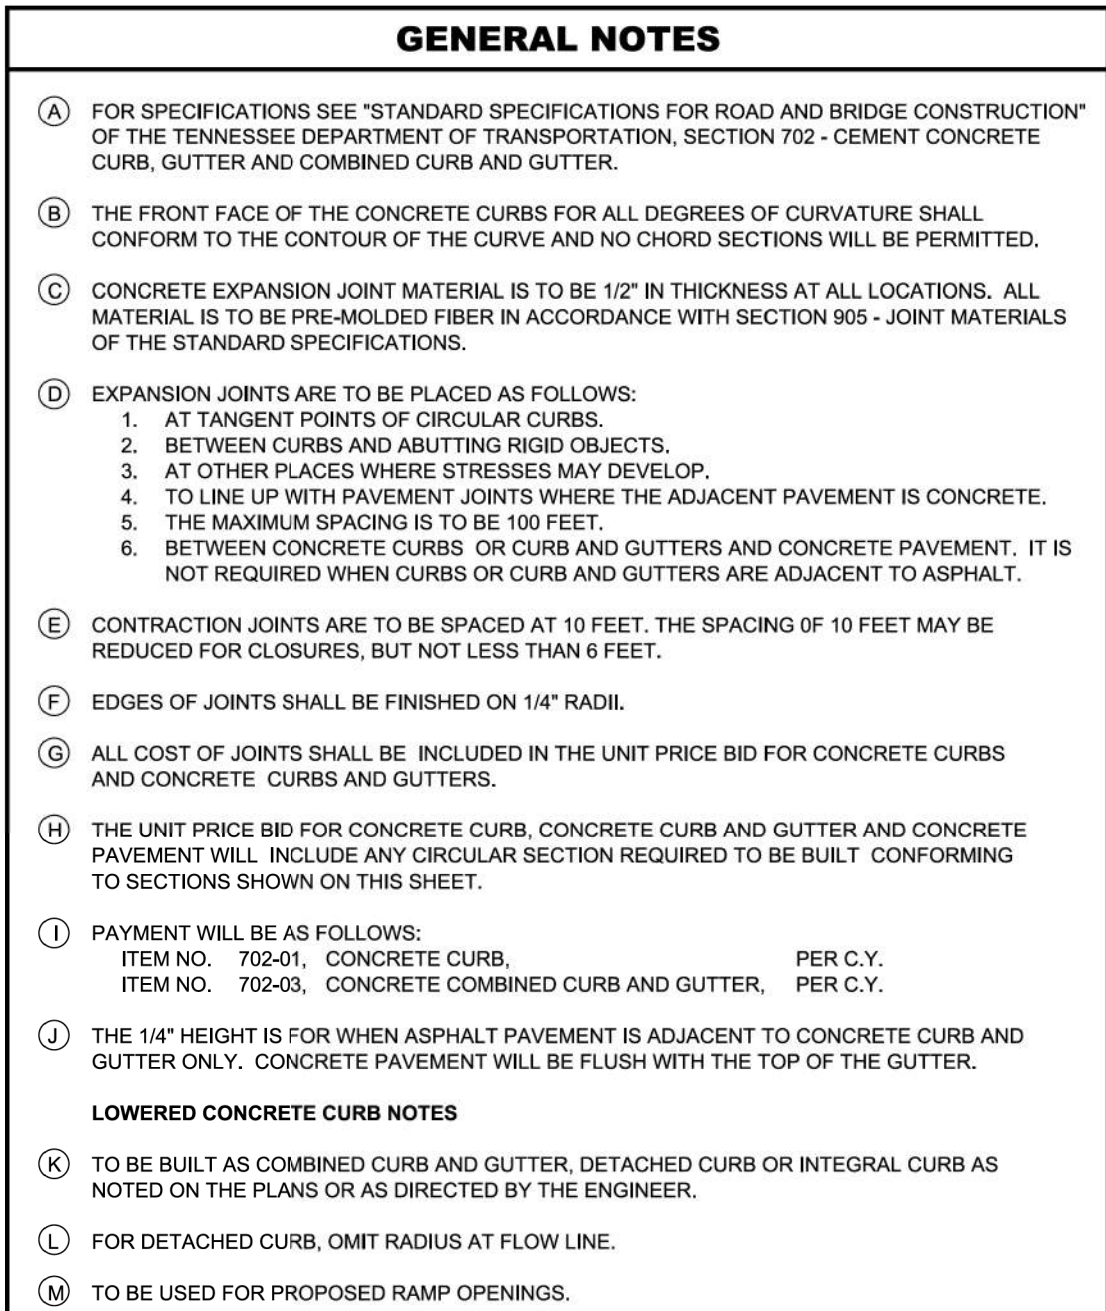 GENERAL NOTES
A FOR SPECIFICATIONS SEE "STANDARD SPECIFICATIONS FOR ROAD AND BRIDGE CONSTRUCTION"
OF THE TENNESSEE DEPARTMENT OF TRANSPORTATION, SECTION 702 - CEMENT CONCRETE
CURB, GUTTER AND COMBINED CURB AND GUTTER.
B THE FRONT FACE OF THE CONCRETE CURBS FOR ALL DEGREES OF CURVATURE SHALL
CONFORM TO THE CONTOUR OF THE CURVE AND NO CHORD SECTIONS WILL BE PERMITTED.
C CONCRETE EXPANSION JOINT MATERIAL IS TO BE 1/2" IN THICKNESS AT ALL LOCATIONS. ALL
MATERIAL IS TO BE PRE-MOLDED FIBER IN ACCORDANCE WITH SECTION 905 - JOINT MATERIALS
OF THE STANDARD SPECIFICATIONS.
D EXPANSION JOINTS ARE TO BE PLACED AS FOLLOWS:
1. AT TANGENT POINTS OF CIRCULAR CURBS.
2. BETWEEN CURBS AND ABUTTING RIGID OBJECTS.
3. AT OTHER PLACES WHERE STRESSES MAY DEVELOP.
4. TO LINE UP WITH PAVEMENT JOINTS WHERE THE ADJACENT PAVEMENT IS CONCRETE.
5. THE MAXIMUM SPACING IS TO BE 100 FEET.
6. BETWEEN CONCRETE CURBS OR CURB AND GUTTERS AND CONCRETE PAVEMENT. IT IS
NOT REQUIRED WHEN CURBS OR CURB AND GUTTERS ARE ADJACENT TO ASPHALT.
E CONTRACTION JOINTS ARE TO BE SPACED AT 10 FEET. THE SPACING 0F 10 FEET MAY BE
REDUCED FOR CLOSURES, BUT NOT LESS THAN 6 FEET.
F EDGES OF JOINTS SHALL BE FINISHED ON 1/4" RADII.
G ALL COST OF JOINTS SHALL BE INCLUDED IN THE UNIT PRICE BID FOR CONCRETE CURBS
AND CONCRETE CURBS AND GUTTERS.
H THE UNIT PRICE BID FOR CONCRETE CURB, CONCRETE CURB AND GUTTER AND CONCRETE
PAVEMENT WILL INCLUDE ANY CIRCULAR SECTION REQUIRED TO BE BUILT CONFORMING
TO SECTIONS SHOWN ON THIS SHEET.
I PAYMENT WILL BE AS FOLLOWS:
ITEM NO. 702-01, CONCRETE CURB, PER C.Y.
ITEM NO. 702-03, CONCRETE COMBINED CURB AND GUTTER, PER C.Y.
J THE 1/4" HEIGHT IS FOR WHEN ASPHALT PAVEMENT IS ADJACENT TO CONCRETE CURB AND
GUTTER ONLY. CONCRETE PAVEMENT WILL BE FLUSH WITH THE TOP OF THE GUTTER.
LOWERED CONCRETE CURB NOTES
K TO BE BUILT AS COMBINED CURB AND GUTTER, DETACHED CURB OR INTEGRAL CURB AS
NOTED ON THE PLANS OR AS DIRECTED BY THE ENGINEER.
L FOR DETACHED CURB, OMIT RADIUS AT FLOW LINE.
M TO BE USED FOR PROPOSED RAMP OPENINGS.